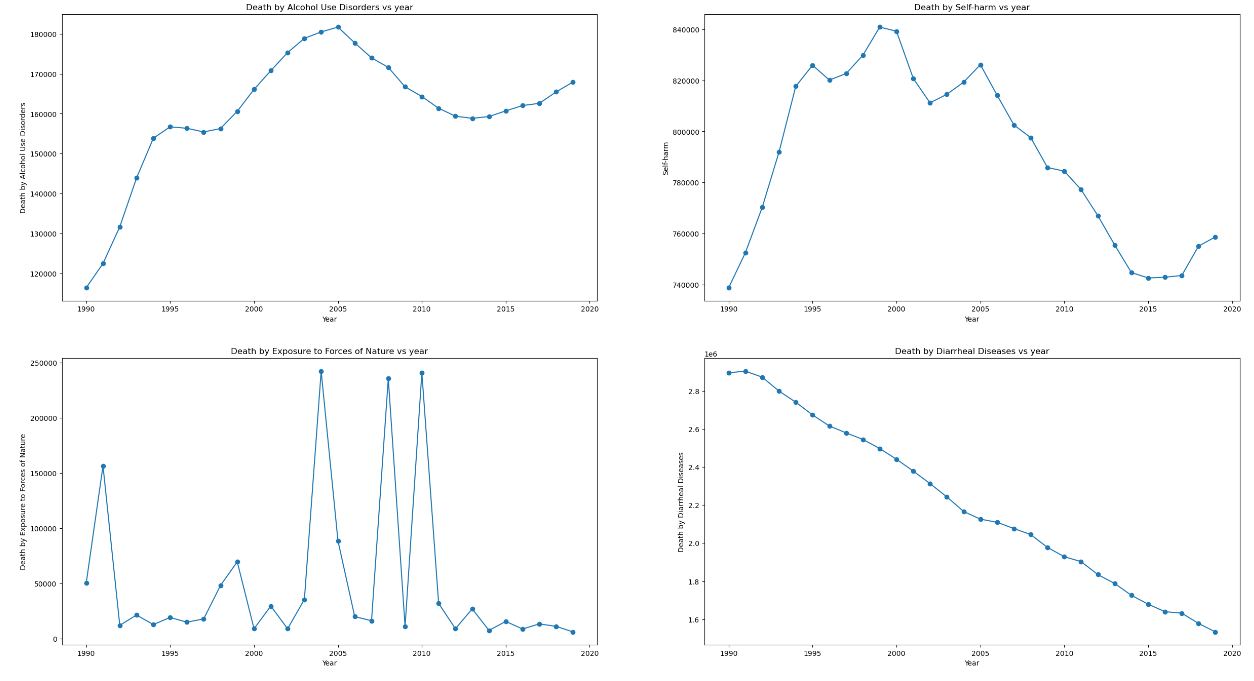 Death by Alcohol Use Disorders vs year
Death by Alcohol Use Disorders
180000
170000
160000
150000
140000
130000
120000
1990 1995 2000 2005 2010 2015 2020
Year
Death by Self-harm vs year
Self-harm
840000
820000
800000
780000
760000
740000
1990 1995 2000 2005 2010 2015 2020
Year
Death by Exposure to Forces of Nature vs year
Death by Exposure to Forces of Nature
250000
200000
150000
100000
50000
0
1990 1995 2000 2005 2010 2015 2020
Year
Death by Diarrheal Diseases vs year
1e6
Death by Diarrheal Diseases
2.8
2.6
2.4
2.2
2.0
1.8
1.6
1990 1995 2000 2005 2010 2015 2020
Year